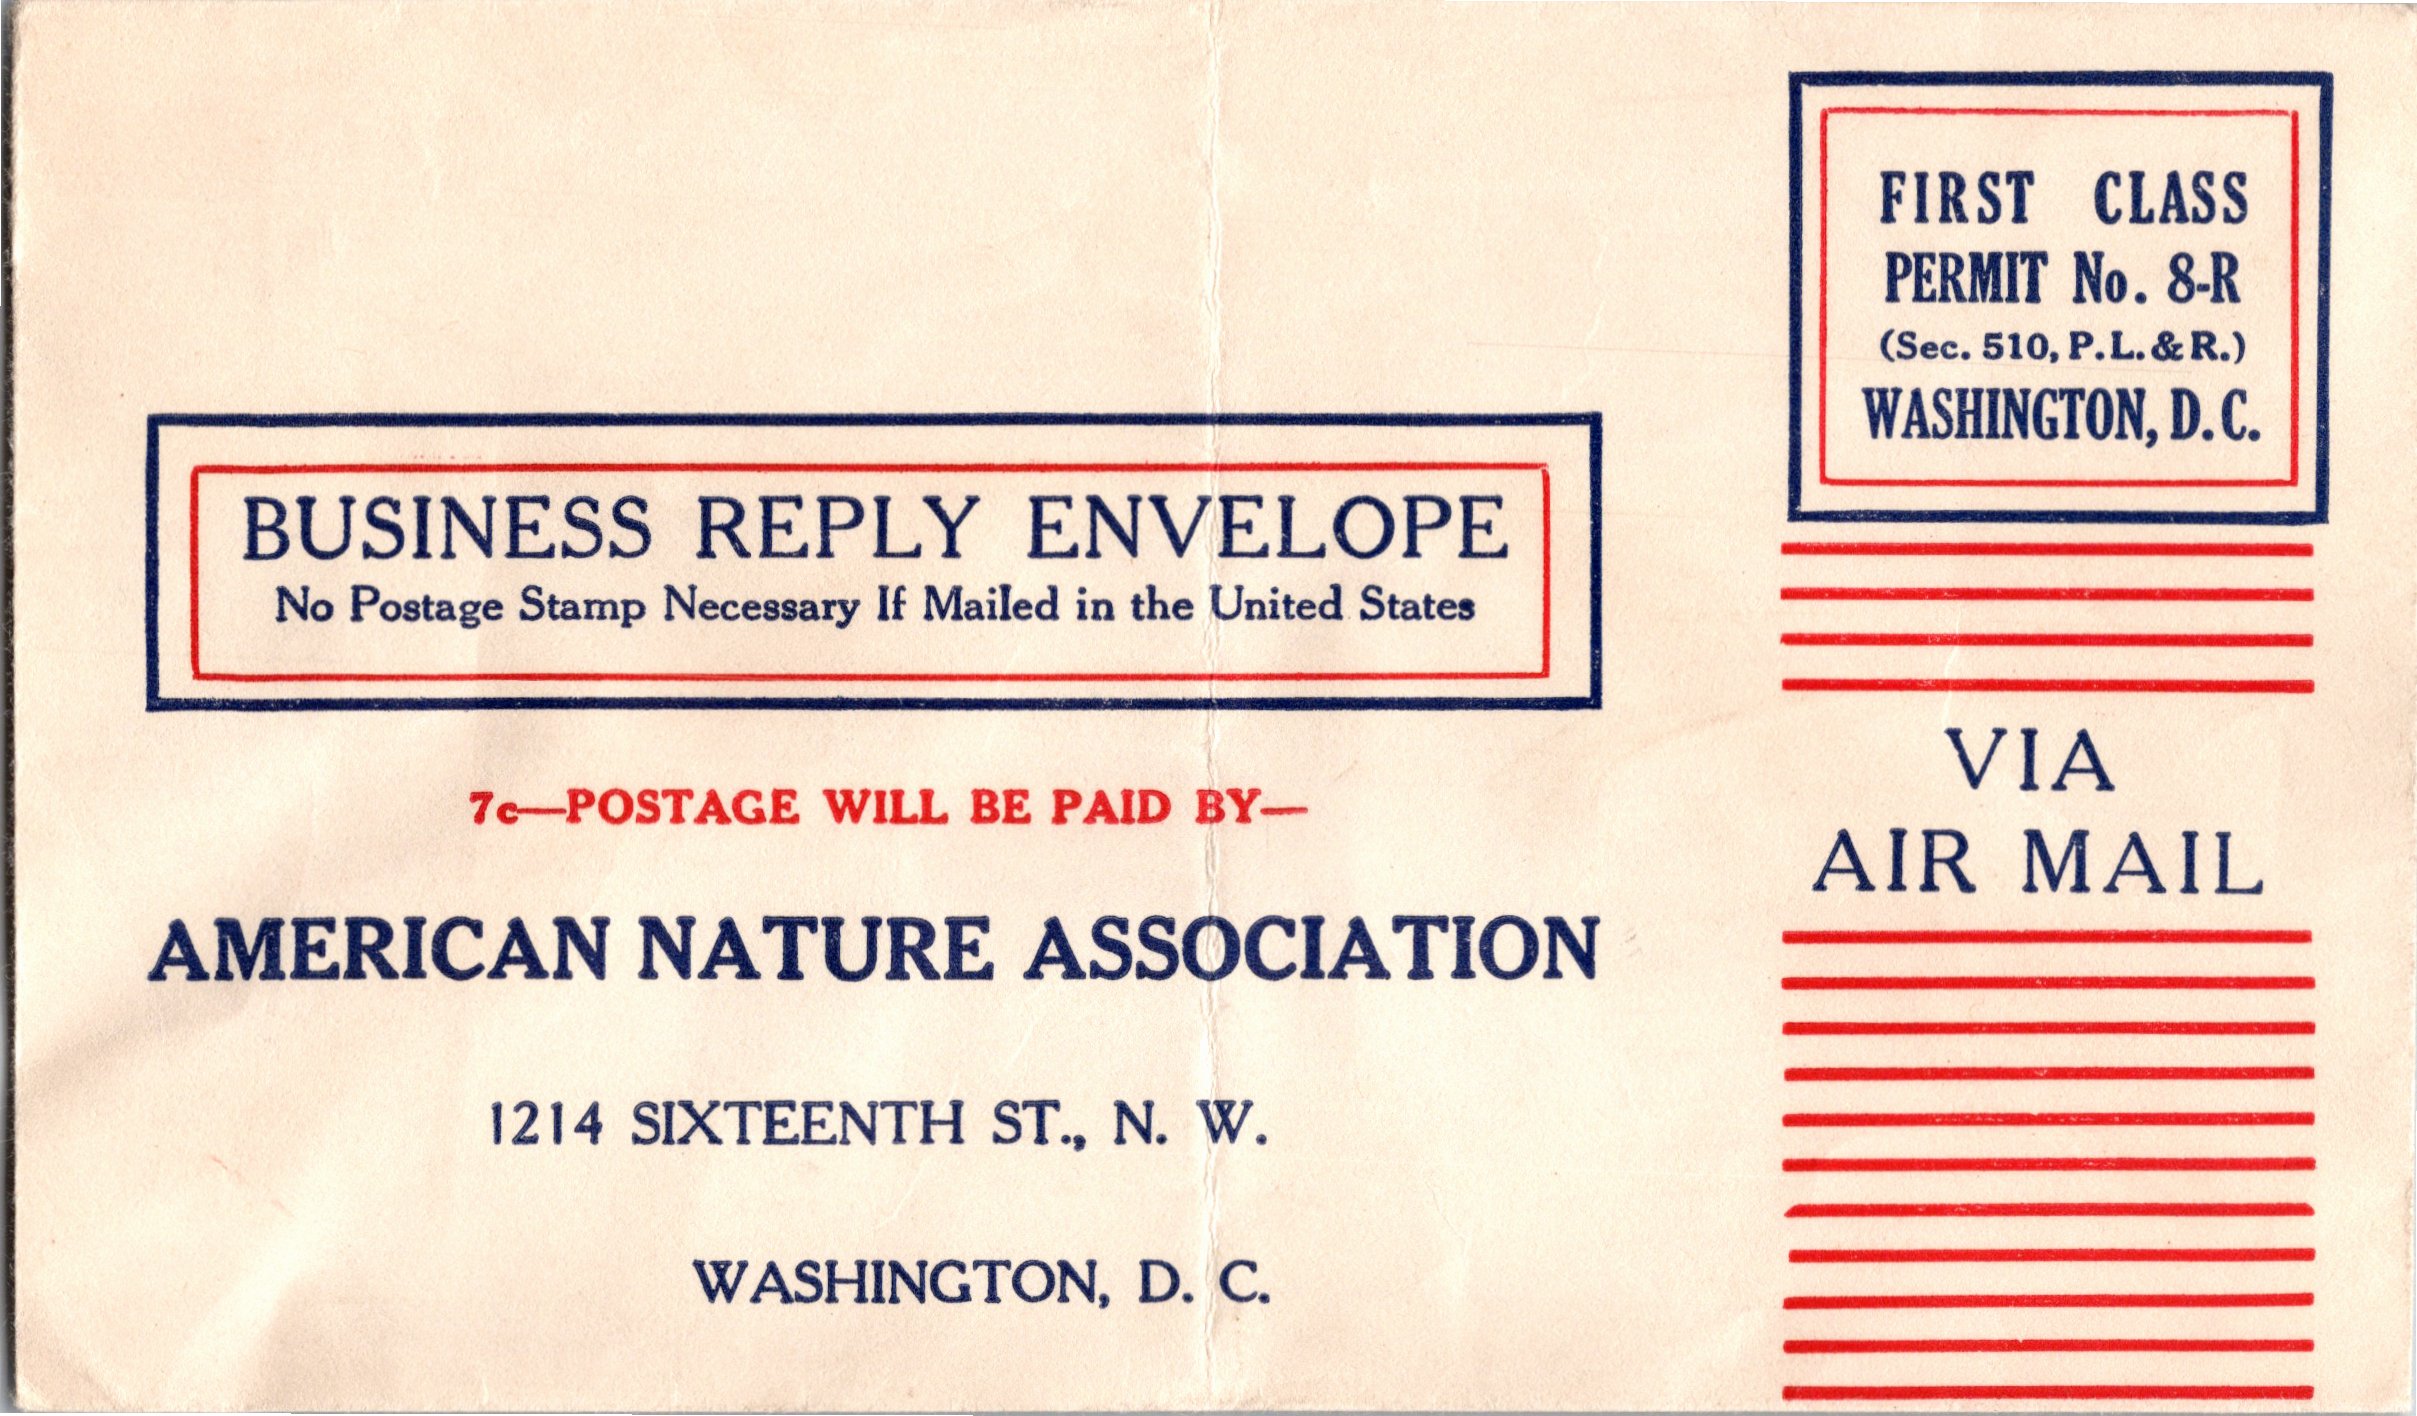 FIRST CLASS
PERMIT No. 8-R
(Sec. 510, P.L.&R.)
WASHINGTON, D.C.
BUSINESS REPLY ENVELOPE
No Postage Stamp Necessary If Mailed in the United States
VIA
AIR MAIL
7c—POSTAGE WILL BE PAID BY—
AMERICAN NATURE ASSOCIATION
1214 SIXTEENTH ST., N. W.
WASHINGTON, D. C.